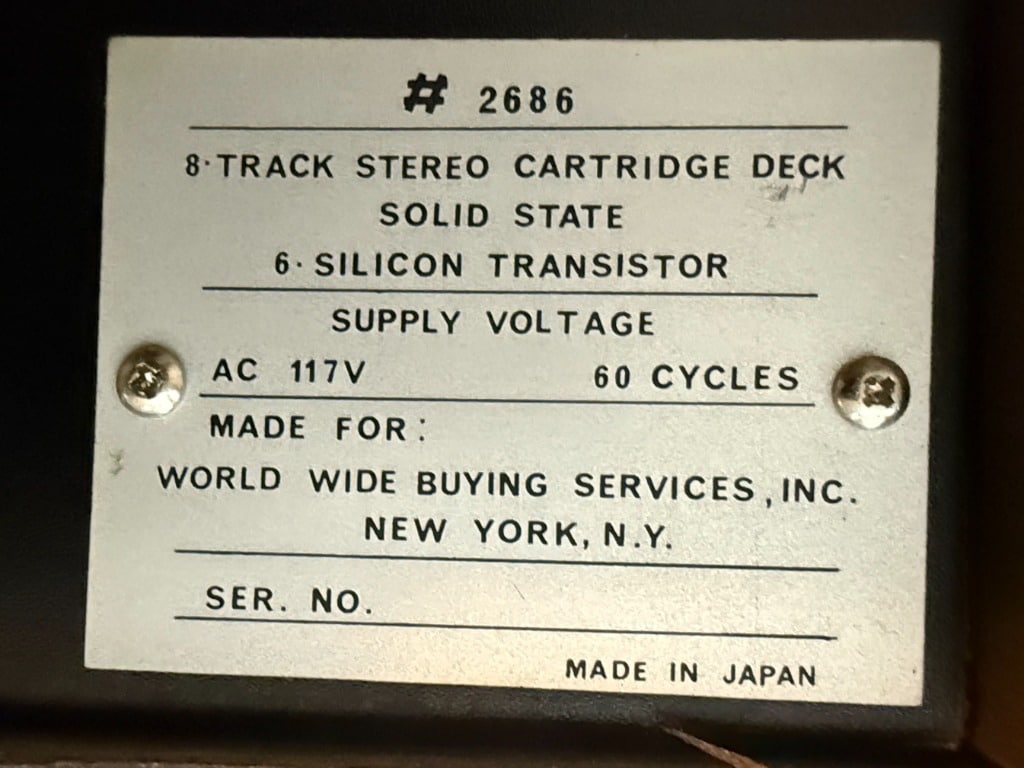 # 2686
8·TRACK STEREO CARTRIDGE DECK
SOLID STATE
6·SILICON TRANSISTOR
SUPPLY VOLTAGE
AC 117V 60 CYCLES
MADE FOR:
WORLD WIDE BUYING SERVICES, INC.
NEW YORK, N.Y.
SER. NO.
MADE IN JAPAN